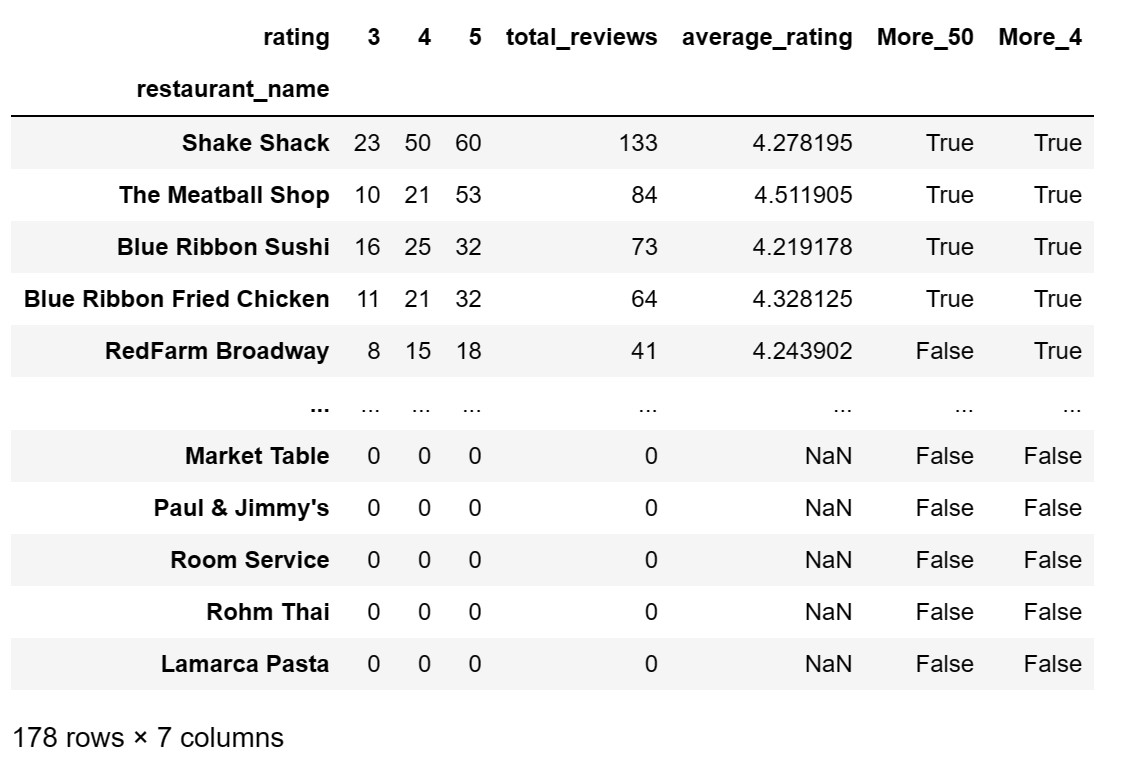 rating 3 4 5 total_reviews average_rating More_50 More_4
restaurant_name
Shake Shack 23 50 60 133 4.278195 True True
The Meatball Shop 10 21 53 84 4.511905 True True
Blue Ribbon Sushi 16 25 32 73 4.219178 True True
Blue Ribbon Fried Chicken 11 21 32 64 4.328125 True True
RedFarm Broadway 8 15 18 41 4.243902 False True
... ... ... ... ... ... ... ...
Market Table 0 0 0 0 NaN False False
Paul & Jimmy's 0 0 0 0 NaN False False
Room Service 0 0 0 0 NaN False False
Rohm Thai 0 0 0 0 NaN False False
Lamarca Pasta 0 0 0 0 NaN False False
178 rows × 7 columns